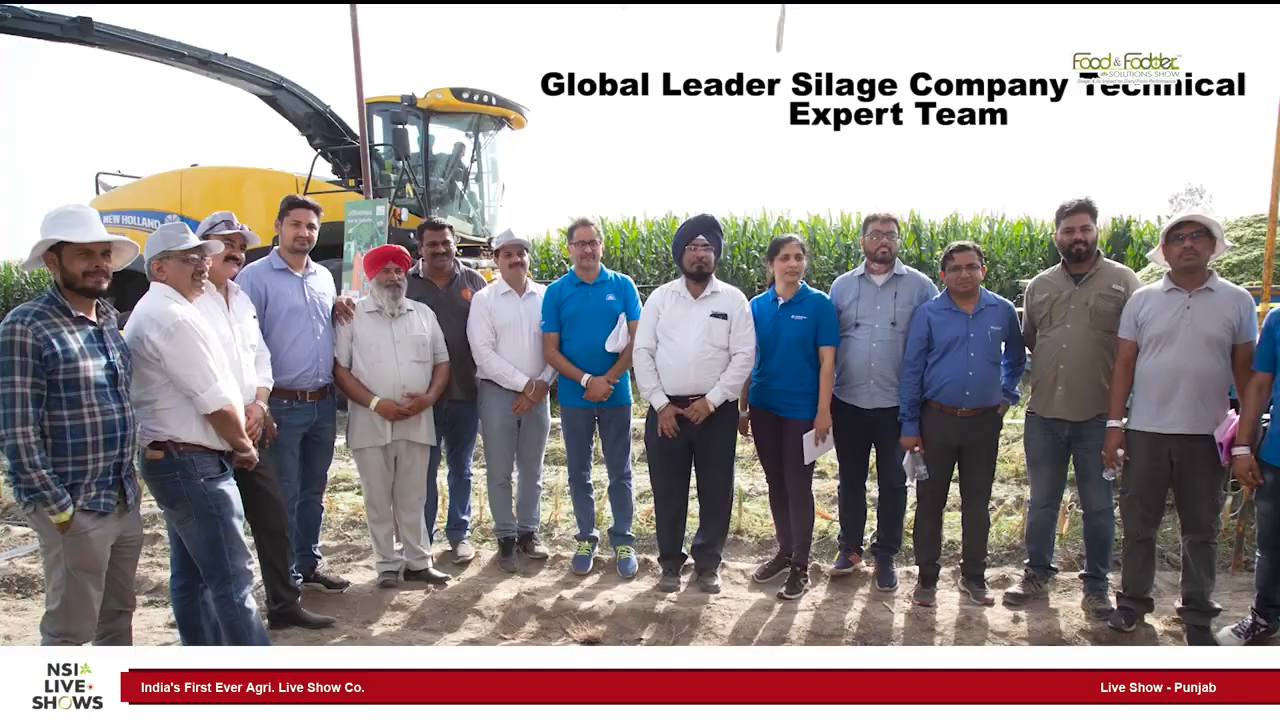 Food & Fodder
SOLUTIONS SHOW
Global Leader Silage Company Technical
Expert Team
NEW HOLLAND
NSI
LIVE
SHOWS
India's First Ever Agri. Live Show Co.
Live Show - Punjab